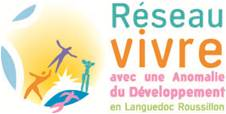 Réseau
vivre
avec une Anomalie
du Développement
en Languedoc Roussillon